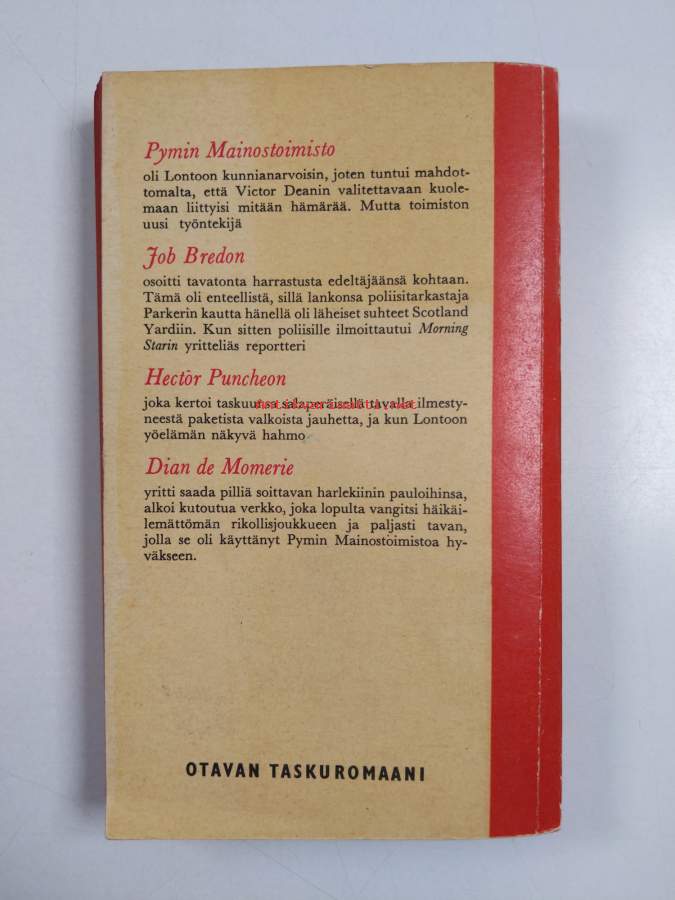 Pymin Mainostoimisto
oli Lontoon kunnianarvoisin, joten tuntui mahdot-
tomalta, että Victor Deanin valitettavaan kuole-
maan liittyisi mitään hämärää. Mutta toimiston
uusi työntekijä
Job Bredon
osoitti tavatonta harrastusta edeltäjäänsä kohtaan.
Tämä oli enteellistä, sillä lankonsa poliisitarkastaja
Parkerin kautta hänellä oli läheiset suhteet Scotland
Yardiin. Kun sitten poliisille ilmoittautui Morning
Starin yritteliäs reportteri
Hector Puncheon
joka kertoi taskuunsa salaperäisellä tavalla ilmesty-
neestä paketista valkoista jauhetta, ja kun Lontoon
yöelämän näkyvä hahmo
Dian de Momerie
yritti saada pilliä soittavan harlekiinin pauloihinsa,
alkoi kutoutua verkko, joka lopulta vangitsi häikäi-
lemättömän rikollisjoukkueen ja paljasti tavan,
jolla se oli käyttänyt Pymin Mainostoimistoa hy-
väkseen.
OTAVAN TASKUROMAANI